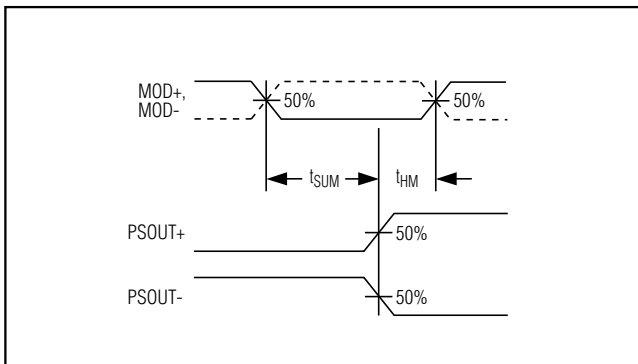 MOD+,
MOD-
50%
50%
tSUM
tHM
PSOUT+
50%
PSOUT-
50%